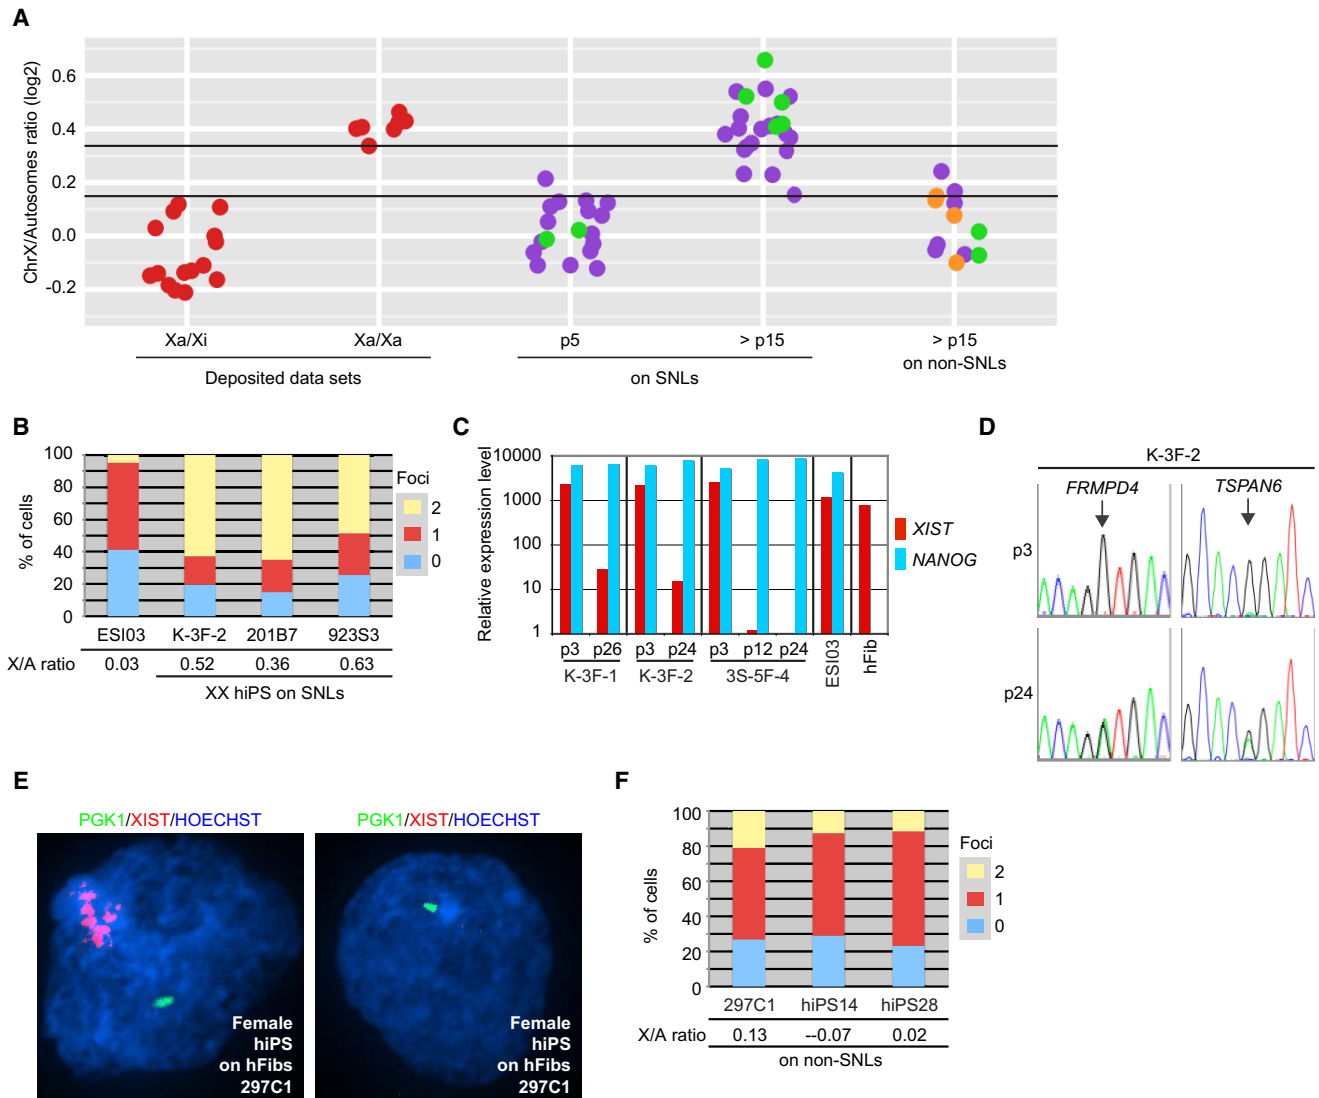 A
ChrX/Autosomes ratio (log2)
0.6
0.4
0.2
0.0
-0.2
Xa/Xi
Xa/Xa
p5
> p15
> p15
on non-SNLs
Deposited data sets
on SNLs
B
% of cells
100
80
60
40
20
0
Foci
2
1
0
ESI03
K-3F-2
201B7
923S3
X/A ratio
0.03
0.52
0.36
0.63
XX hiPS on SNLs
C
Relative expression level
10000
1000
100
10
1
XIST
NANOG
p3
p26
p3
p24
p3
p12
p24
K-3F-1
K-3F-2
3S-5F-4
ESI03
hFib
D
K-3F-2
FRMPD4
TSPAN6
p3
p24
E
PGK1/XIST/HOECHST
Female
hiPS
on hFibs
297C1
PGK1/XIST/HOECHST
Female
hiPS
on hFibs
297C1
F
% of cells
100
80
60
40
20
0
Foci
2
1
0
297C1
hiPS14
hiPS28
X/A ratio
0.13
--0.07
0.02
on non-SNLs